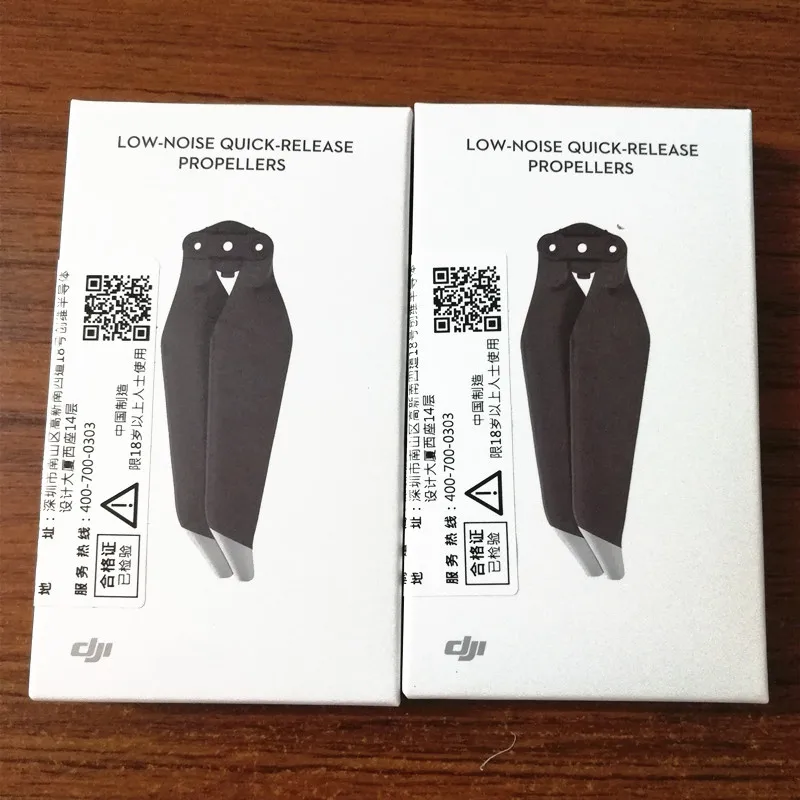 LOW-NOISE QUICK-RELEASE
PROPELLERS
地 址：深圳市南山区高新南四道18号创维半导体
设计大厦西座14层
服务热线：400-700-0303
中国制造
限18岁以上人士使用
合格证
已检验
dji
LOW-NOISE QUICK-RELEASE
PROPELLERS
地 址：深圳市南山区高新南四道18号创维半导体
设计大厦西座14层
服务热线：400-700-0303
中国制造
限18岁以上人士使用
合格证
已检验
dji